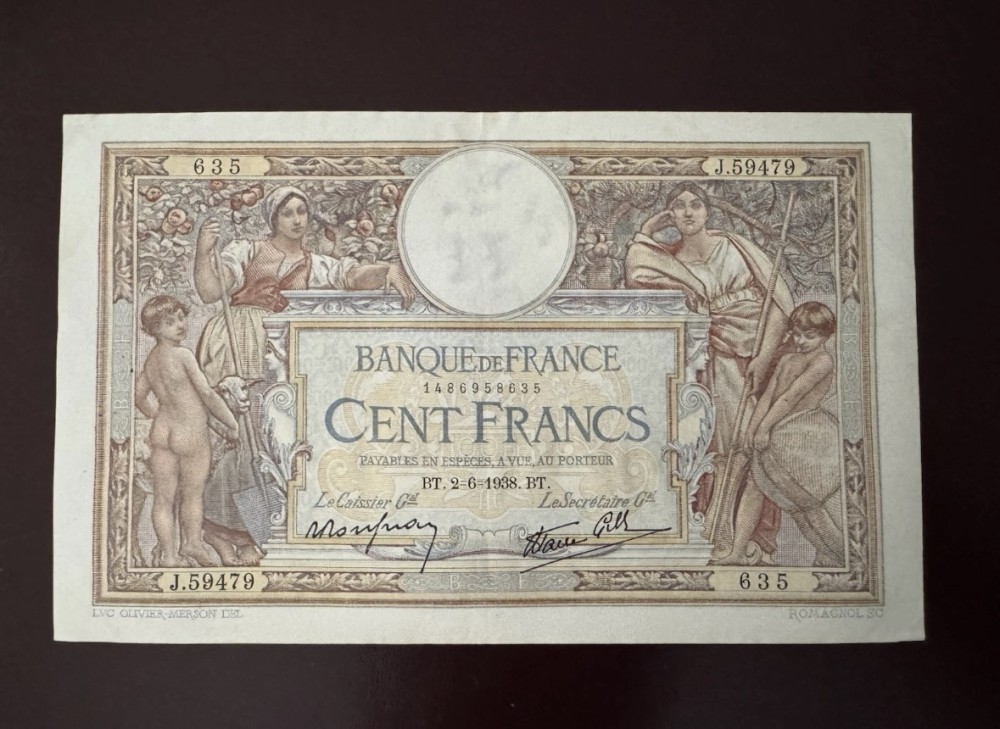 635 J.59479
BANQUE DE FRANCE
1486958635
CENT FRANCS
PAYABLES EN ESPÈCES, A VUE, AU PORTEUR
BT. 2=6=1938. BT.
Le Caissier Gal Le Secrétaire Gal
J.59479 B F 635
LVC OLIVIER-MERSON DEL. ROMAGNOL SC